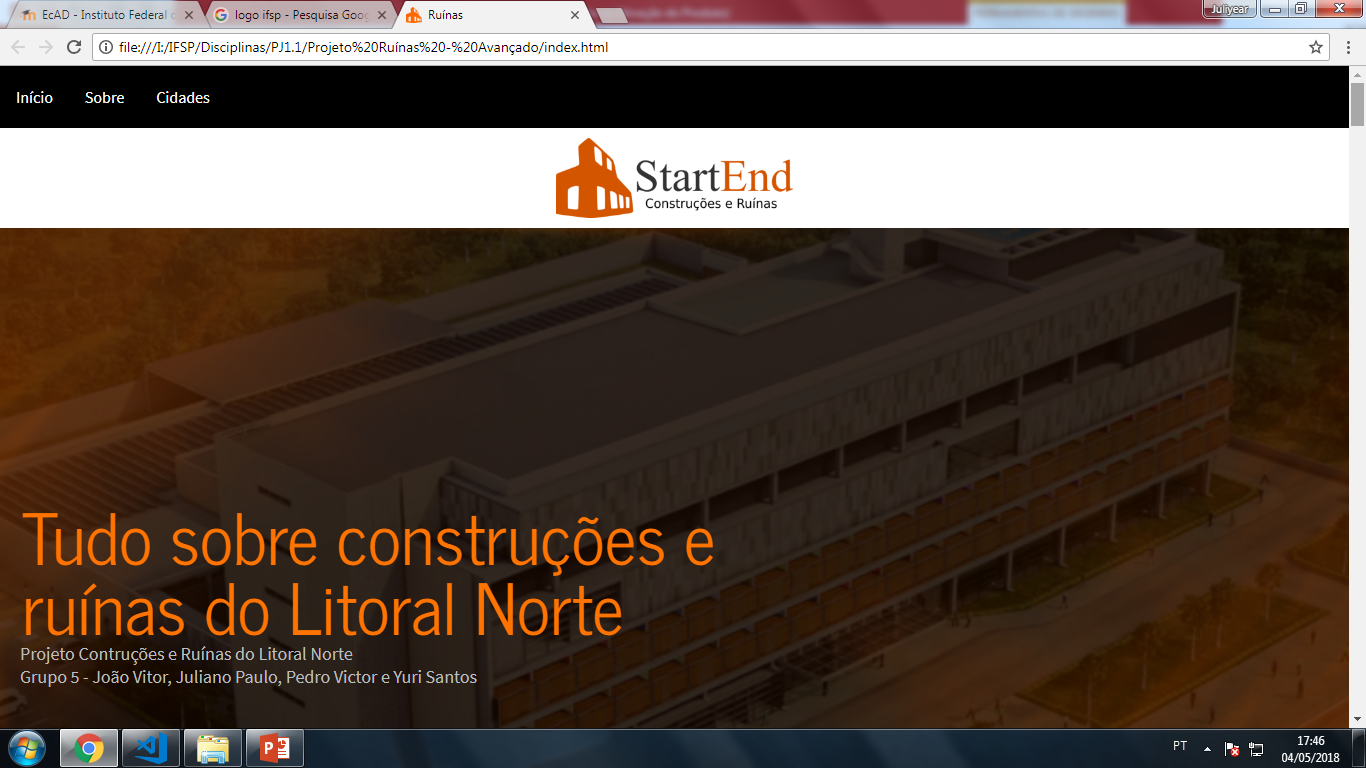 EcAD - Instituto Federal
logo ifsp - Pesquisa Goog
Ruínas
Juliyear
file:///I:/IFSP/Disciplinas/PJ1.1/Projeto%20Ruínas%20-%20Avançado/index.html
Início Sobre Cidades
StartEnd
Construções e Ruínas
Tudo sobre construções e
ruínas do Litoral Norte
Projeto Contruções e Ruínas do Litoral Norte
Grupo 5 - João Vitor, Juliano Paulo, Pedro Victor e Yuri Santos
PT
17:46
04/05/2018